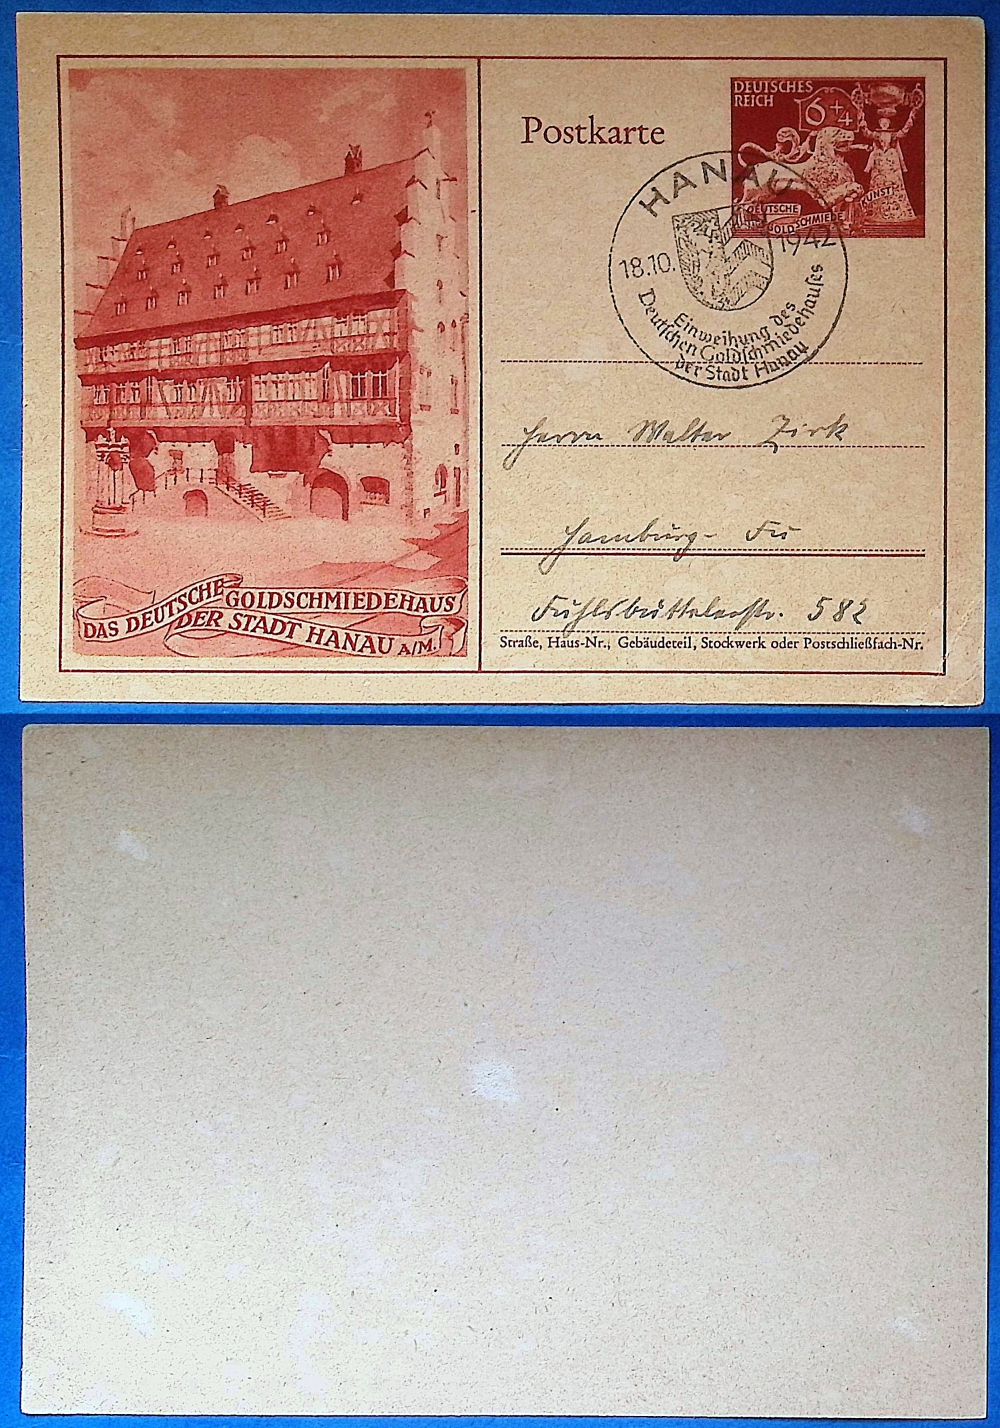 Postkarte
DEUTSCHES
REICH
6+4
DEUTSCHE
GOLDSCHMIEDE
KUNST
HANAU
18.10. 1942
Einweihung des
Deutschen Goldschmiedehauses
der Stadt Hanau
DAS DEUTSCHE GOLDSCHMIEDEHAUS
DER STADT HANAU A/M.
Herrn Walter Zirk
Hamburg - Fu
Fuhlsbüttelerstr. 582
Straße, Haus-Nr., Gebäudeteil, Stockwerk oder Postschließfach-Nr.